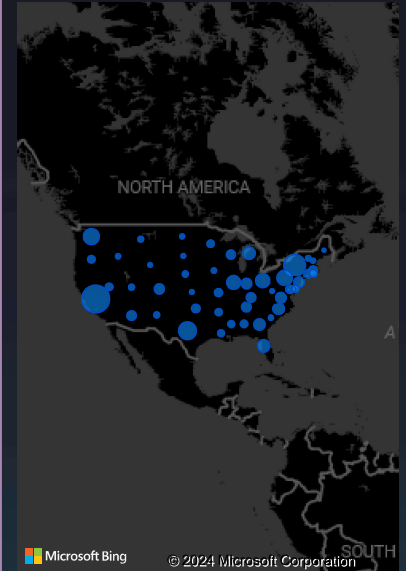 NORTH AMERICA
A
SOUTH
Microsoft Bing
© 2024 Microsoft Corporation